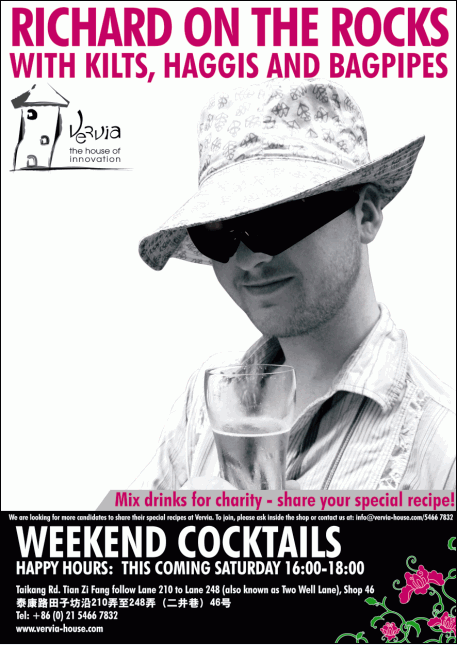 RICHARD ON THE ROCKS
WITH KILTS, HAGGIS AND BAGPIPES
Vervia
the house of
innovation
Mix drinks for charity - share your special recipe!
We are looking for more candidates to share their special recipes at Vervia. To join, please ask inside the shop or contact us at: info@vervia-house.com/5466 7832
WEEKEND COCKTAILS
HAPPY HOURS: THIS COMING SATURDAY 16:00-18:00
Taikang Rd. Tian Zi Fang follow Lane 210 to Lane 248 (also known as Two Well Lane), Shop 46
泰康路田子坊沿210弄至248弄（二井巷）46号
Tel: +86 (0) 21 5466 7832
www.vervia-house.com